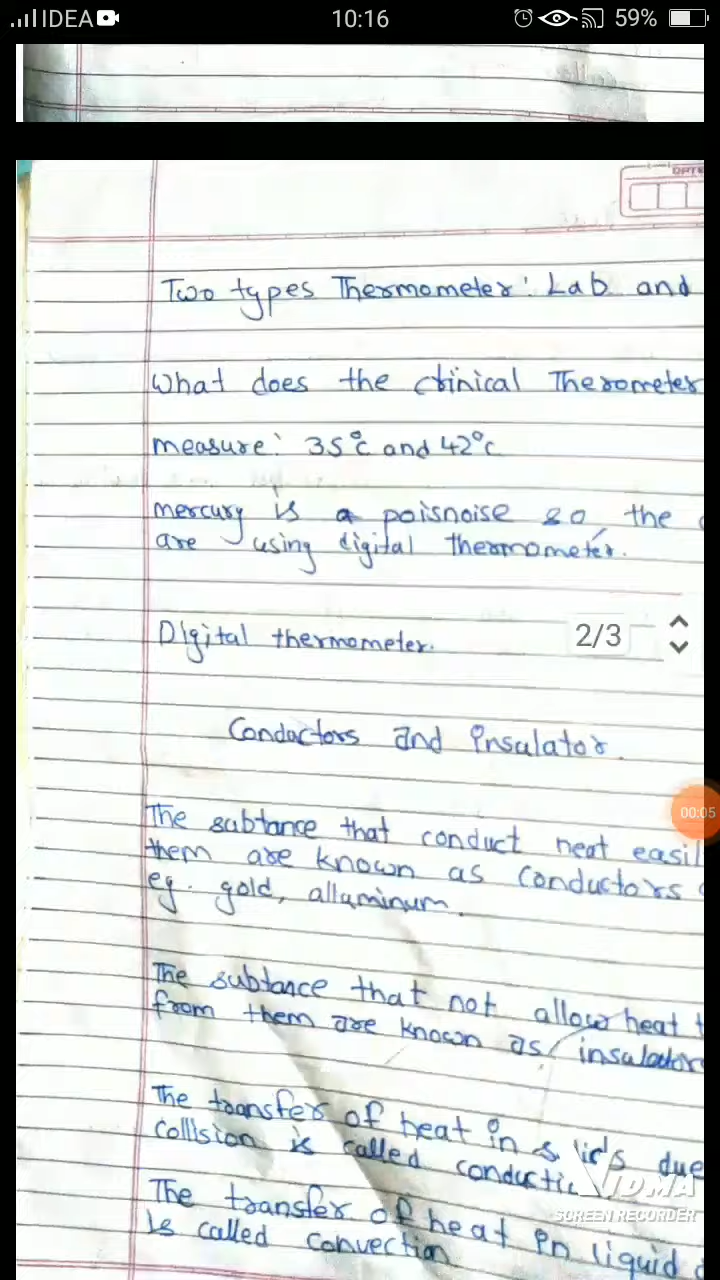 IDEA 10:16 59%
DATE
Two types Thermometer: Lab and
What does the clinical Therometer
measure: 35°c and 42°c
mercury is a poisnoise so, the
are using digital thermometer.
Digital thermometer.
2/3
Conductors and insulator.
00:05
The subtance that conduct heat easil
them are known as conductors
eg. gold, allaminum.
The subtance that not allow heat t
from them are known as insulator
The transfer of heat in s lids due
collision is called conductio
The transfer of heat in liquid
is called convection
VIDMA
SCREEN RECORDER